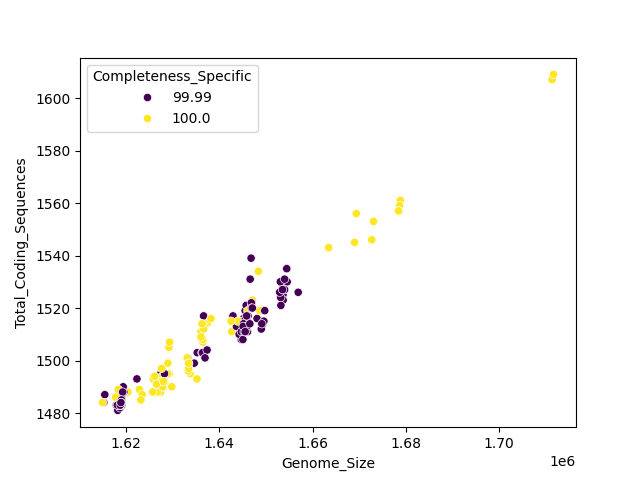 Completeness_Specific
99.99
100.0
1600
1580
1560
1540
1520
1500
1480
Total_Coding_Sequences
1.62 1.64 1.66 1.68 1.70
Genome_Size
1e6